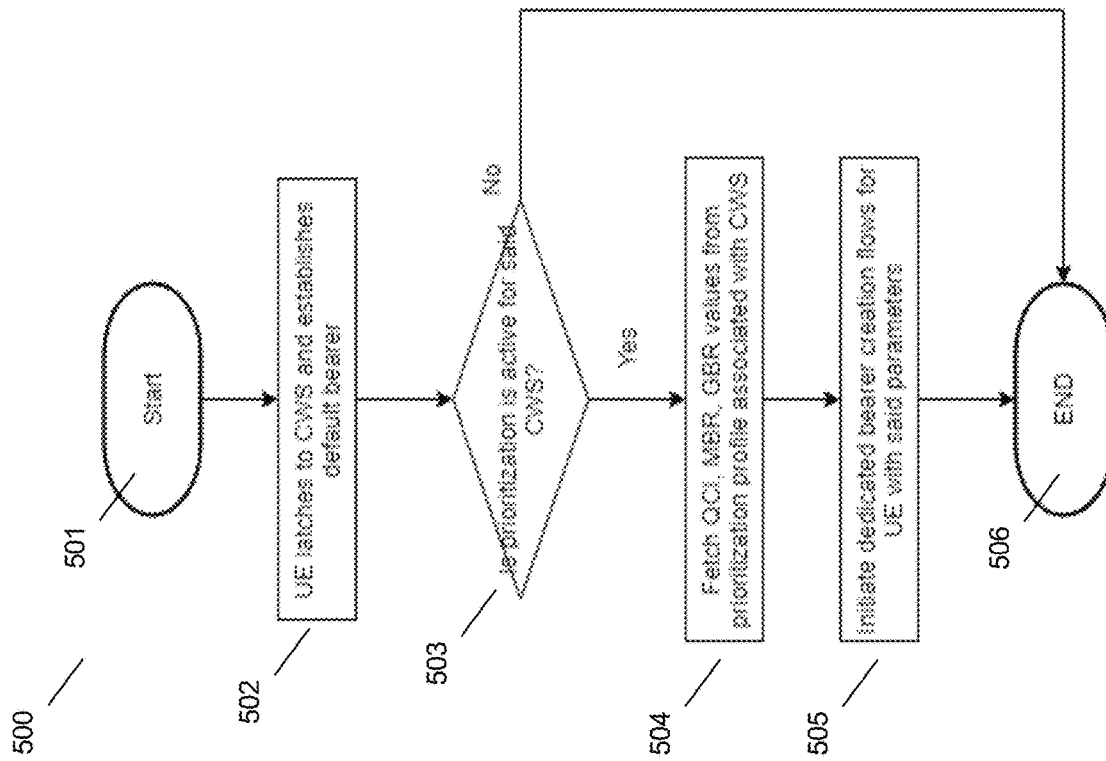 500
501
Start
502
UE latches to CWS and establishes
default bearer
503
Is prioritization is active for said
CWS?
No
Yes
504
Fetch QCI, MBR, GBR values from
prioritization profile associated with CWS
505
Initiate dedicated bearer creation flows for
UE with said parameters
506
END